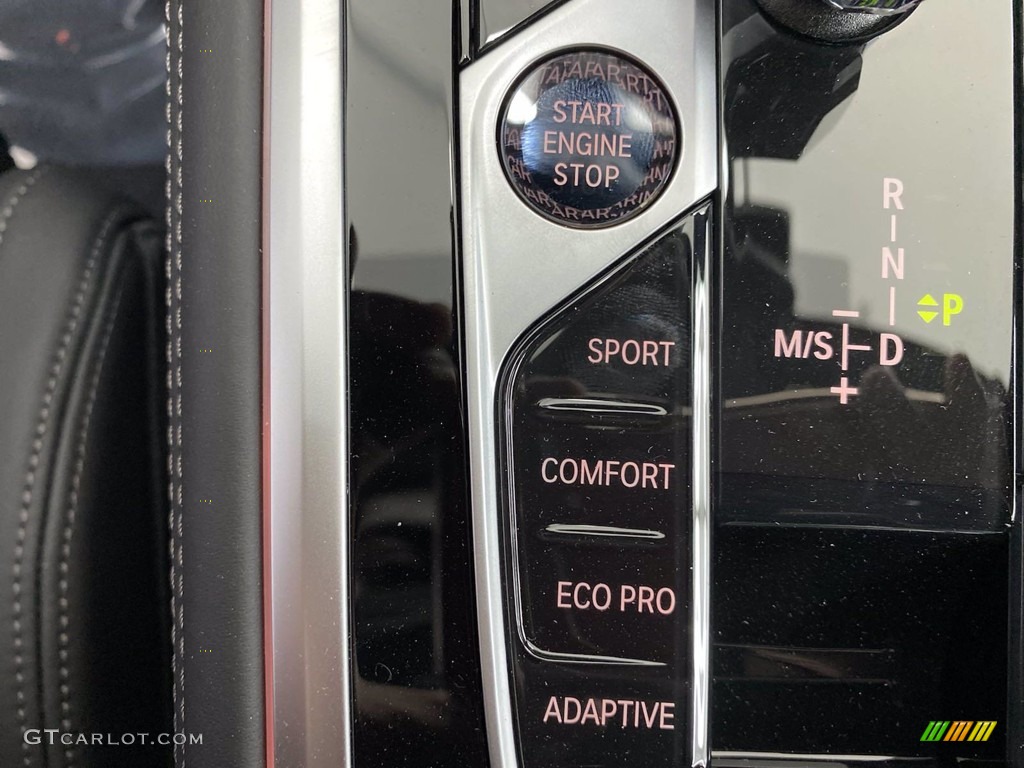 START
ENGINE
STOP
R
N
P
M/S
D
+
SPORT
COMFORT
ECO PRO
ADAPTIVE
GTCARLOT.COM